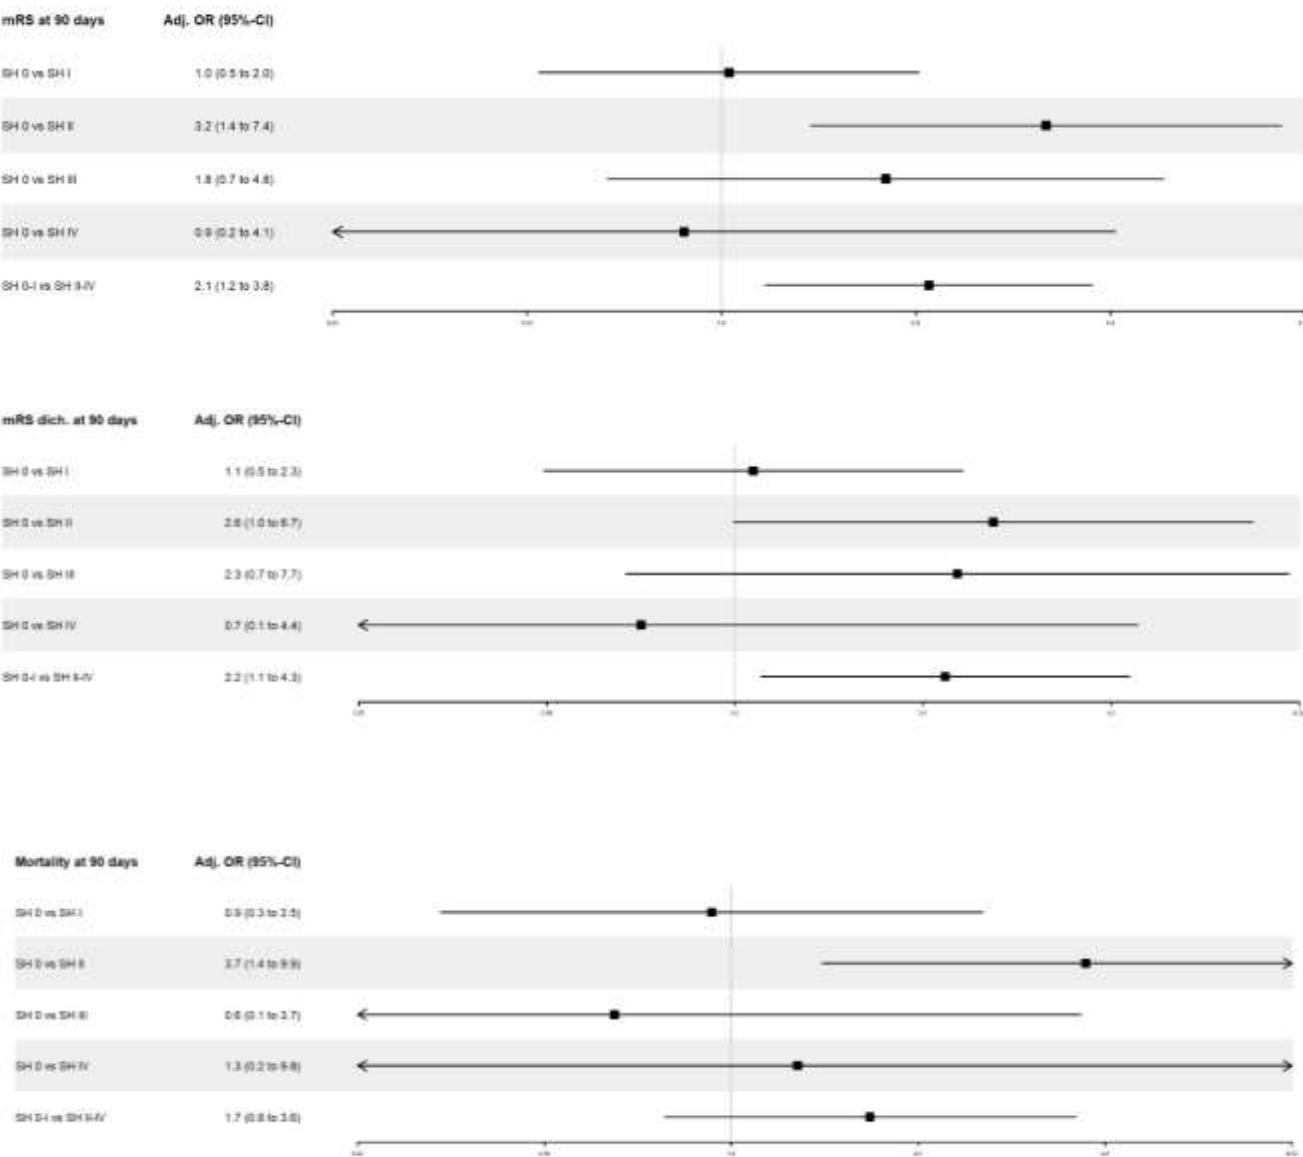 mRS at 90 days Adj. OR (95%-CI)
SH 0 vs SH I 1.0 (0.5 to 2.0)
SH 0 vs SH II 3.2 (1.4 to 7.4)
SH 0 vs SH III 1.8 (0.7 to 4.8)
SH 0 vs SH IV 0.9 (0.2 to 4.1)
SH 0-I vs SH II-IV 2.1 (1.2 to 3.8)
mRS dich. at 90 days Adj. OR (95%-CI)
SH 0 vs SH I 1.1 (0.5 to 2.3)
SH 0 vs SH II 2.6 (1.0 to 6.7)
SH 0 vs SH III 2.3 (0.7 to 7.7)
SH 0 vs SH IV 0.7 (0.1 to 4.4)
SH 0-I vs SH II-IV 2.2 (1.1 to 4.3)
Mortality at 90 days Adj. OR (95%-CI)
SH 0 vs SH I 0.9 (0.3 to 2.5)
SH 0 vs SH II 3.7 (1.4 to 9.9)
SH 0 vs SH III 0.6 (0.1 to 3.7)
SH 0 vs SH IV 1.3 (0.2 to
SH 0-I vs SH II-IV 1.7 (0.8 to 3.6)